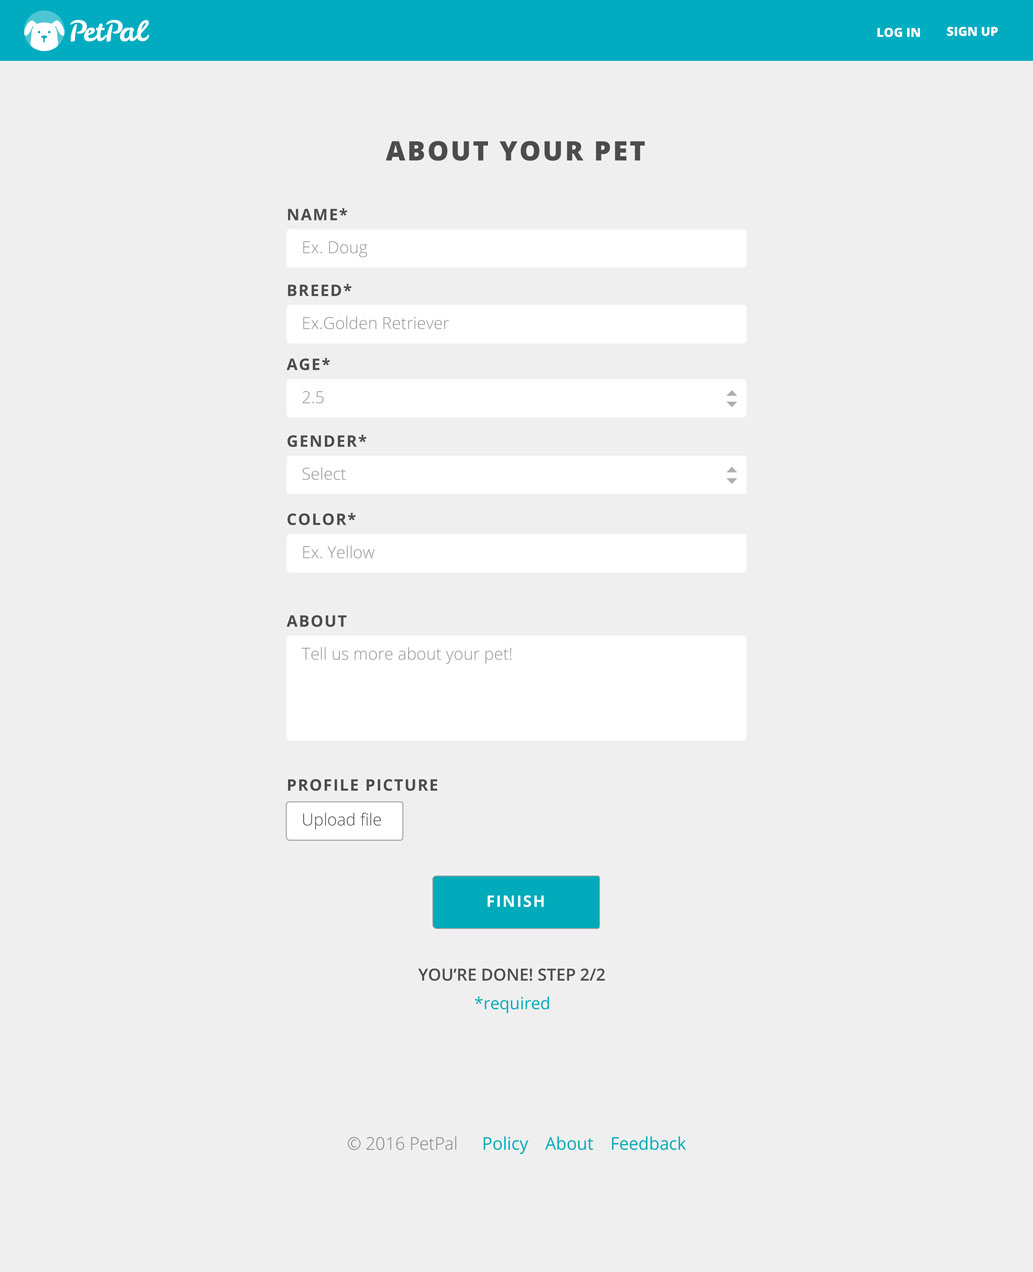 PetPal
LOG IN
SIGN UP
ABOUT YOUR PET
NAME*
Ex. Doug
BREED*
Ex.Golden Retriever
AGE*
2.5
GENDER*
Select
COLOR*
Ex. Yellow
ABOUT
Tell us more about your pet!
PROFILE PICTURE
Upload file
FINISH
YOU’RE DONE! STEP 2/2
*required
© 2016 PetPal Policy About Feedback